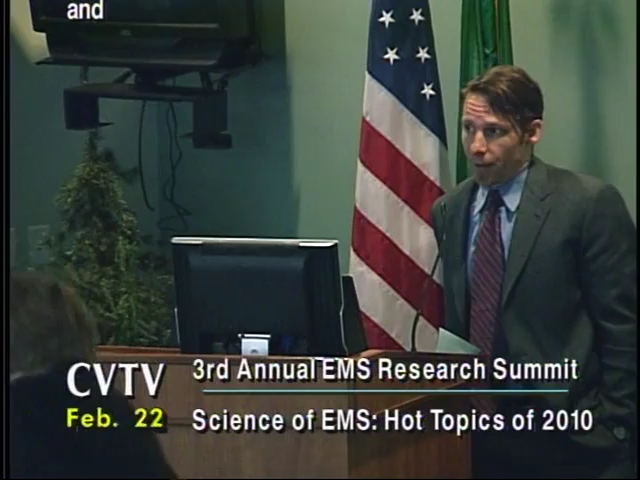 and
CVTV
3rd Annual EMS Research Summit
Feb. 22
Science of EMS: Hot Topics of 2010